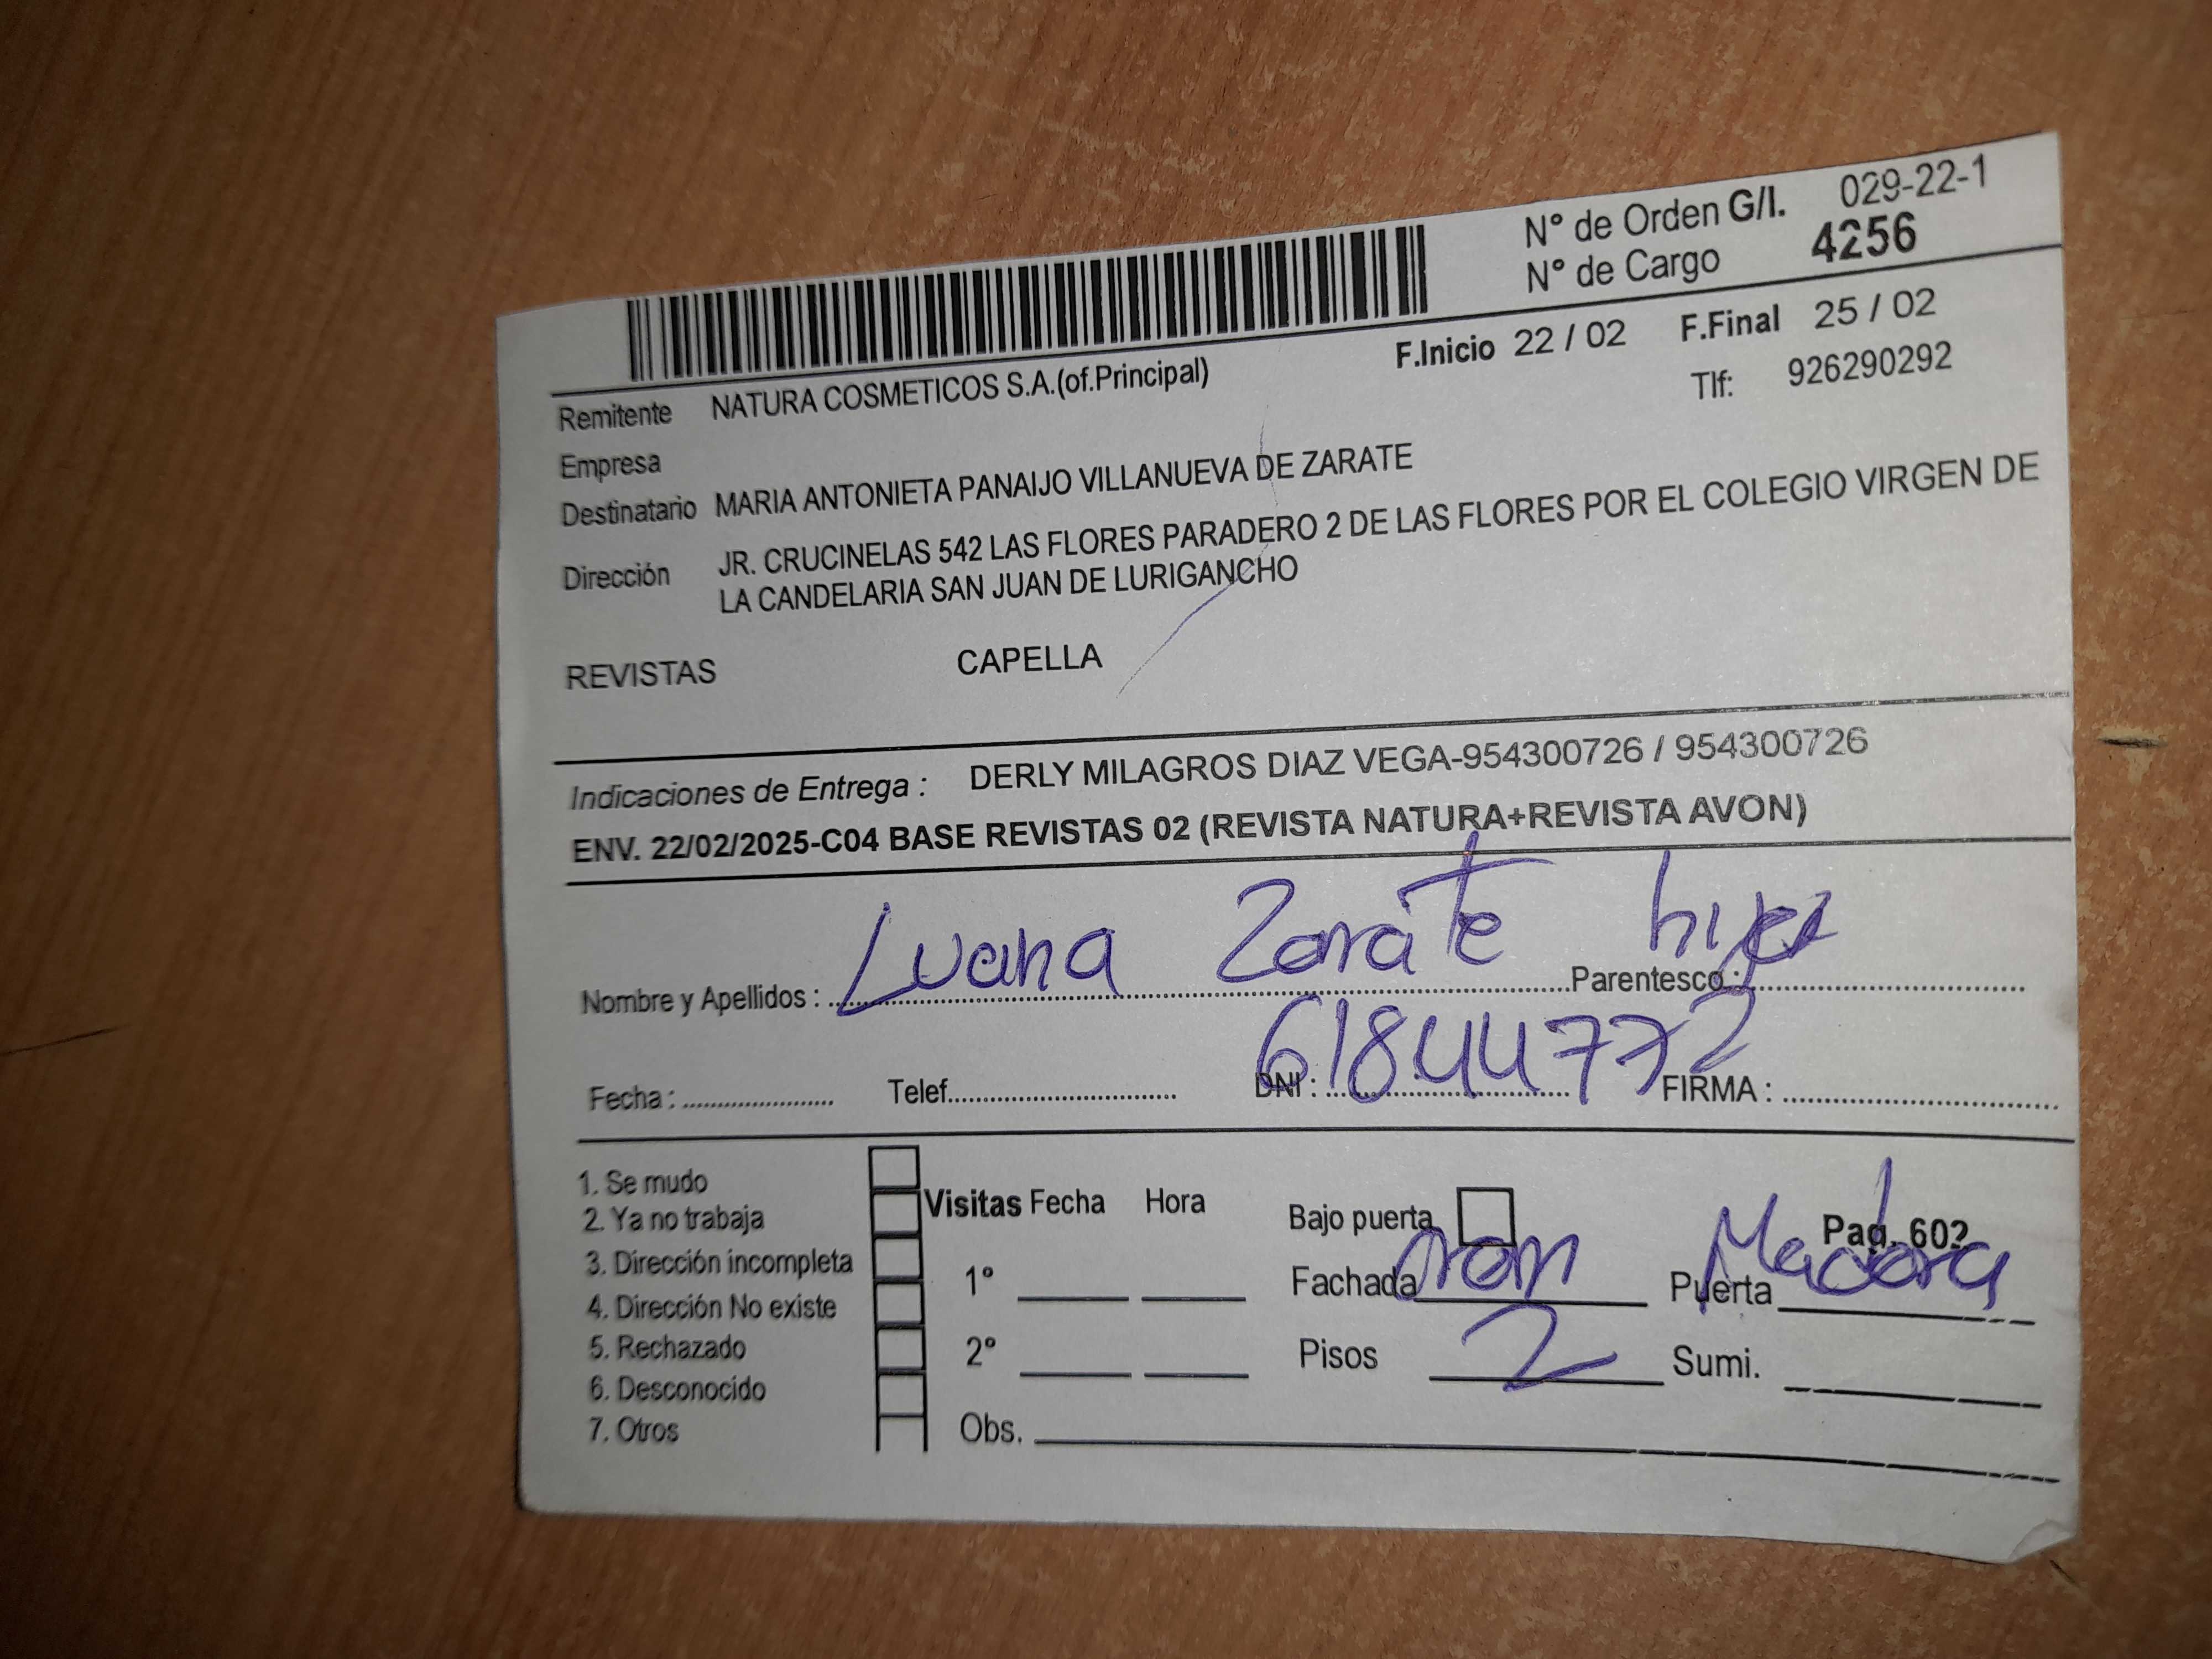 N° de Orden G/I. 029-22-1
N° de Cargo 4256
F.Inicio 22 / 02 F.Final 25 / 02
Remitente NATURA COSMETICOS S.A.(of.Principal) Tlf: 926290292
Empresa
Destinatario MARIA ANTONIETA PANAIJO VILLANUEVA DE ZARATE
Dirección JR. CRUCINELAS 542 LAS FLORES PARADERO 2 DE LAS FLORES POR EL COLEGIO VIRGEN DE
LA CANDELARIA SAN JUAN DE LURIGANCHO
REVISTAS CAPELLA
Indicaciones de Entrega : DERLY MILAGROS DIAZ VEGA-954300726 / 954300726
ENV. 22/02/2025-C04 BASE REVISTAS 02 (REVISTA NATURA+REVISTA AVON)
Nombre y Apellidos : Luana Zarate Parentesco : hija
Fecha : Telef. DNI : 61844772 FIRMA :
1. Se mudo
2. Ya no trabaja
3. Dirección incompleta
4. Dirección No existe
5. Rechazado
6. Desconocido
7. Otros
Visitas Fecha Hora
1°
2°
Obs.
Bajo puerta Pag. 602
Fachada Puerta Madera
Pisos 2 Sumi.